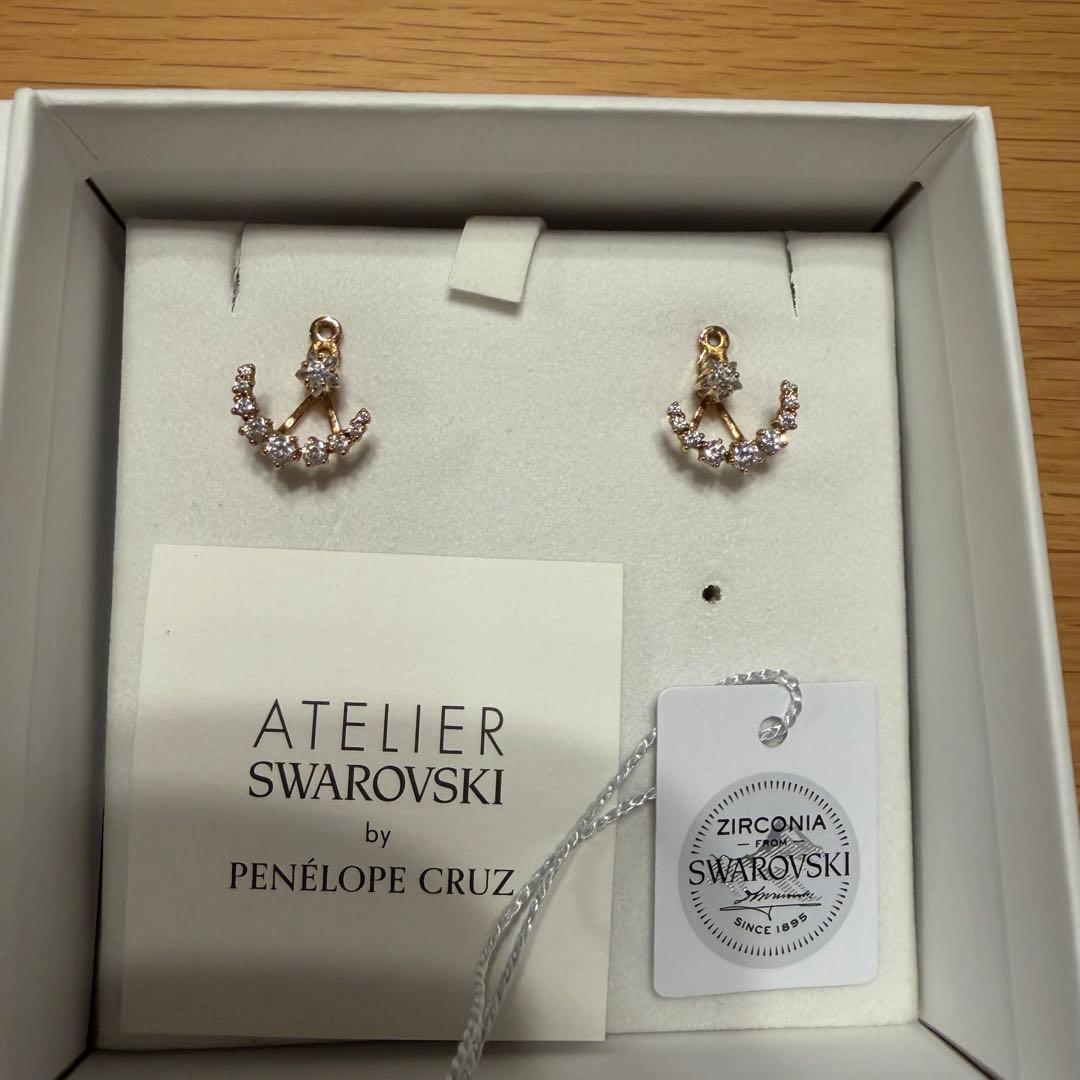 ATELIER
SWAROVSKI
by
PENÉLOPE CRUZ
ZIRCONIA
FROM
SWAROVSKI
SINCE 1895